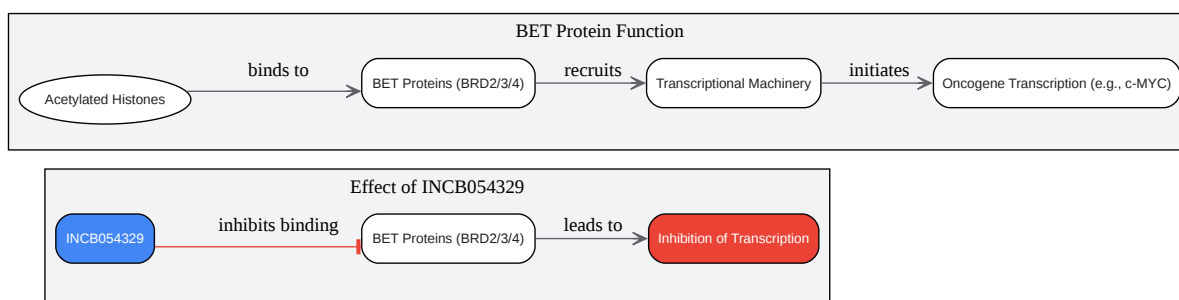 BET Protein Function
binds to
recruits
initiates
Acetylated Histones
BET Proteins (BRD2/3/4)
Transcriptional Machinery
Oncogene Transcription (e.g., c-MYC)
Effect of INCB054329
inhibits binding
leads to
INCB054329
BET Proteins (BRD2/3/4)
Inhibition of Transcription